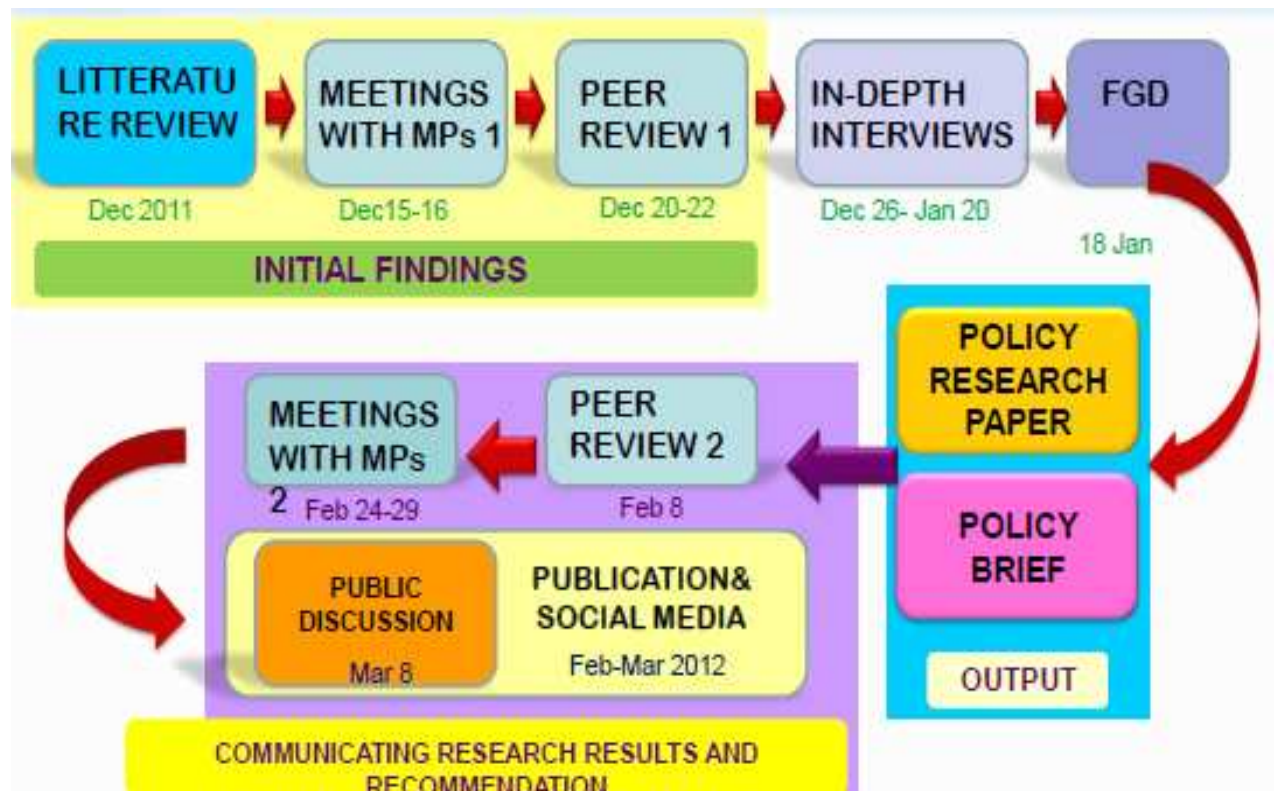 LITTERATU
RE REVIEW
Dec 2011
MEETINGS
WITH MPs 1
Dec15-16
PEER
REVIEW 1
Dec 20-22
IN-DEPTH
INTERVIEWS
Dec 26- Jan 20
FGD
18 Jan
INITIAL FINDINGS
POLICY
RESEARCH
PAPER
POLICY
BRIEF
OUTPUT
PEER
REVIEW 2
Feb 8
MEETINGS
WITH MPs
2
Feb 24-29
PUBLIC
DISCUSSION
Mar 8
PUBLICATION&
SOCIAL MEDIA
Feb-Mar 2012
COMMUNICATING RESEARCH RESULTS AND
RECOMMENDATION